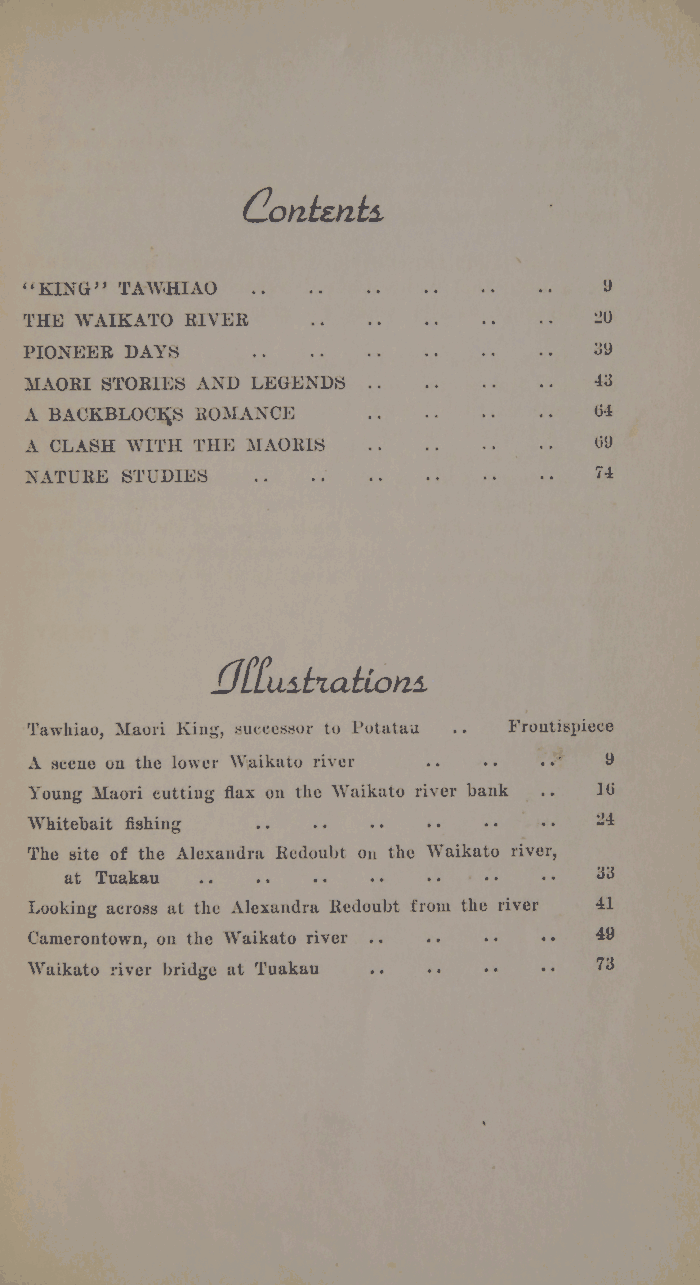 Contents
"KING" TAWHIAO .. .. .. .. .. .. 9
THE WAIKATO RIVER .. .. .. .. .. 20
PIONEER DAYS .. .. .. .. .. .. 39
MAORI STORIES AND LEGENDS .. .. .. .. 43
A BACKBLOCKS ROMANCE .. .. .. .. 64
A CLASH WITH THE MAORIS .. .. .. .. 69
NATURE STUDIES .. .. .. .. .. .. 74
Illustrations
Tawhiao, Maori King, successor to Potatau .. Frontispiece
A scene on the lower Waikato river .. .. .. 9
Young Maori cutting flax on the Waikato river bank .. 16
Whitebait fishing .. .. .. .. .. .. 24
The site of the Alexandra Redoubt on the Waikato river,
at Tuakau .. .. .. .. .. .. .. 33
Looking across at the Alexandra Redoubt from the river 41
Camerontown, on the Waikato river .. .. .. .. 49
Waikato river bridge at Tuakau .. .. .. .. 73